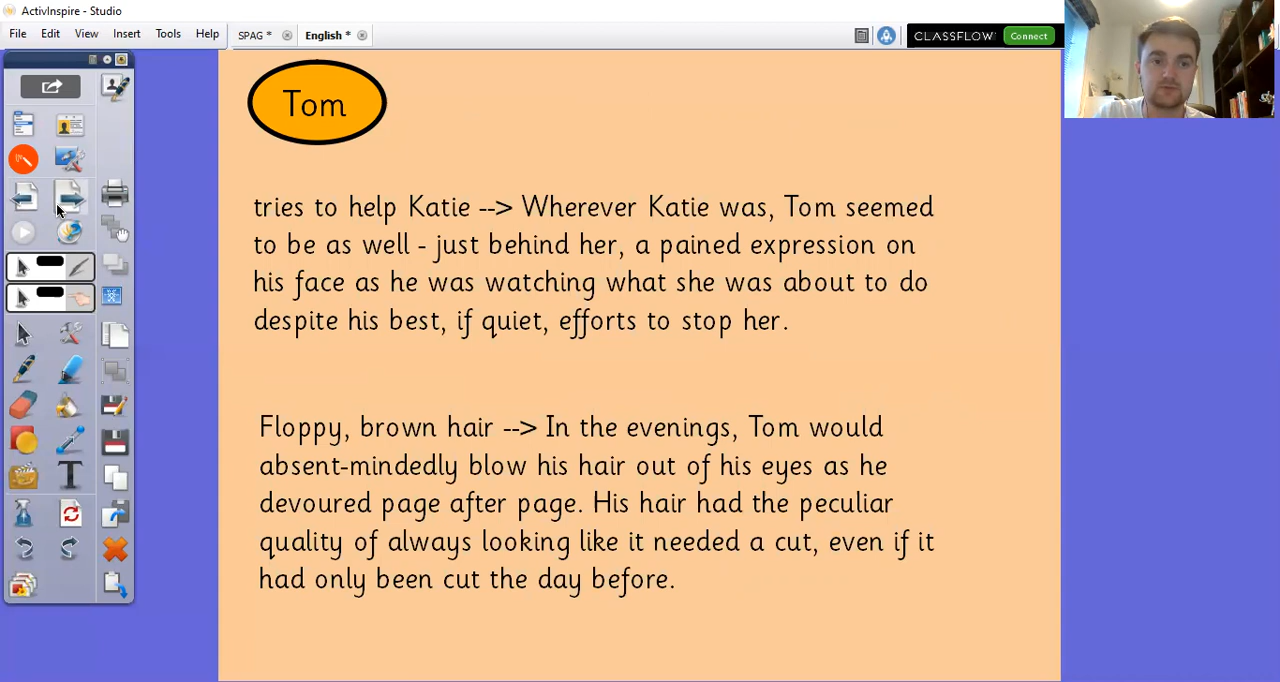 ActivInspire - Studio
File Edit View Insert Tools Help
SPAG *
English *
CLASSFLOW
Connect
Tom
tries to help Katie --> Wherever Katie was, Tom seemed
to be as well - just behind her, a pained expression on
his face as he was watching what she was about to do
despite his best, if quiet, efforts to stop her.
Floppy, brown hair --> In the evenings, Tom would
absent-mindedly blow his hair out of his eyes as he
devoured page after page. His hair had the peculiar
quality of always looking like it needed a cut, even if it
had only been cut the day before.